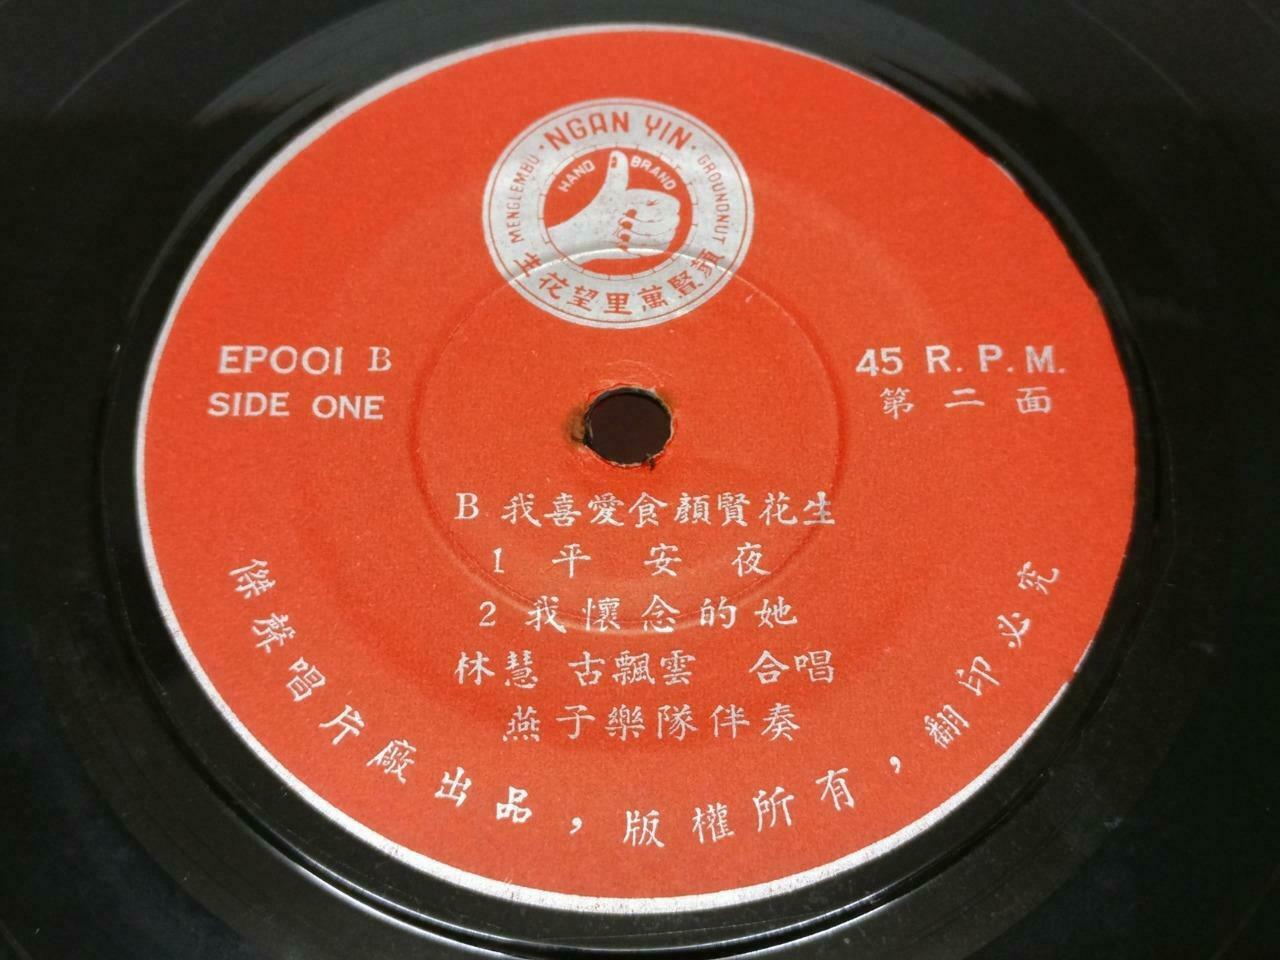 NGAN YIN
HAND BRAND
MENGLEMBU GROUNDNUT
生花望里萬賢顏
EP001 B
SIDE ONE
45 R.P.M.
第二面
B 我喜愛食顏賢花生
1 平安夜
2 我懷念的她
林慧 古飄雲 合唱
燕子樂隊伴奏
傑聲唱片廠出品，版權所有，翻印必究